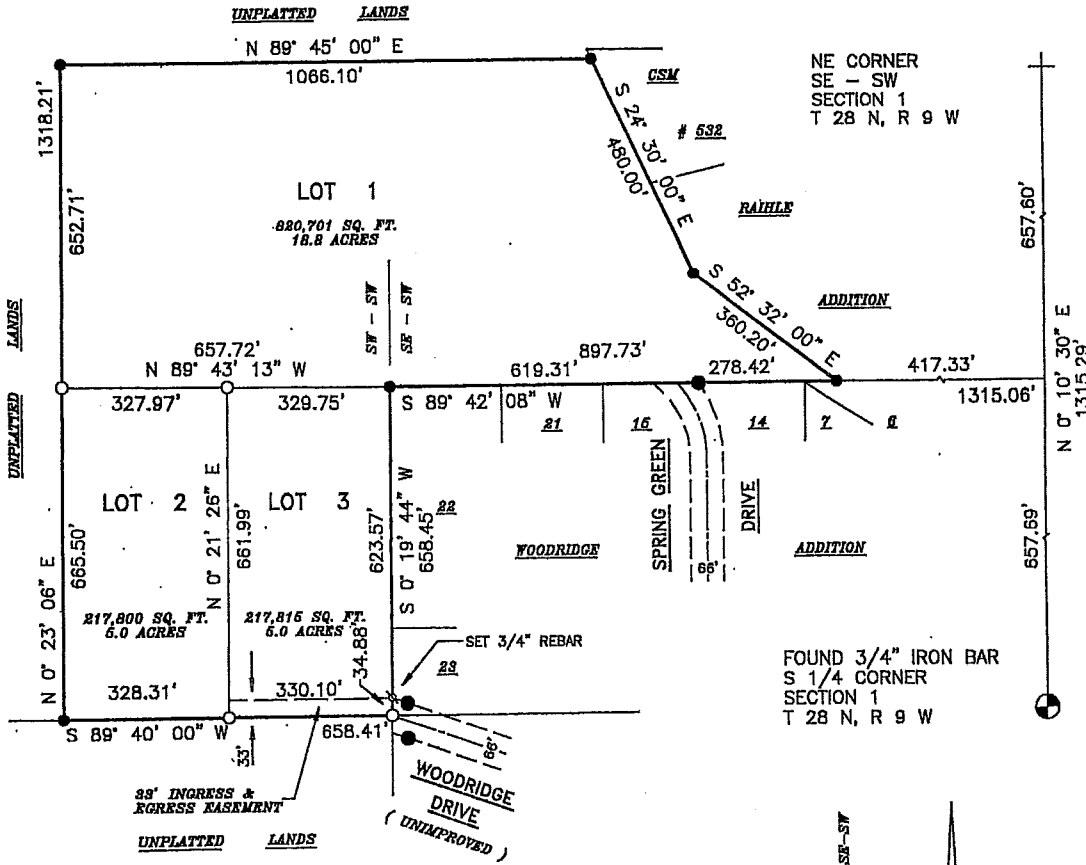 UNPLATTED LANDS
N 89° 45' 00" E
1066.10'
CSM
# 532
NE CORNER
SE - SW
SECTION 1
T 28 N, R 9 W
1318.21'
652.71'
S 24° 30' 00" E
480.00'
LOT 1
820,701 SQ. FT.
18.8 ACRES
RAIHLE
ADDITION
657.60'
SW - SW
SE - SW
S 52° 32' 00" E
360.20'
UNPLATTED LANDS
657.72'
N 89° 43' 13" W
327.97'
329.75'
897.73'
619.31'
278.42'
417.33'
1315.06'
S 89° 42' 08" W
N 0° 10' 30" E
1315.29'
21
15
14
7
6
LOT 2
LOT 3
N 0° 21' 26" E
661.99'
623.57'
S 0° 19' 44" W
658.45'
22
WOODRIDGE
SPRING GREEN
DRIVE
66'
ADDITION
657.69'
N 0° 23' 06" E
665.50'
217,800 SQ. FT.
5.0 ACRES
217,815 SQ. FT.
5.0 ACRES
34.88'
SET 3/4" REBAR
23
328.31'
330.10'
S 89° 40' 00" W
658.41'
33'
66'
FOUND 3/4" IRON BAR
S 1/4 CORNER
SECTION 1
T 28 N, R 9 W
33' INGRESS &
EGRESS EASEMENT
WOODRIDGE
DRIVE
( UNIMPROVED )
UNPLATTED LANDS
SE-SW